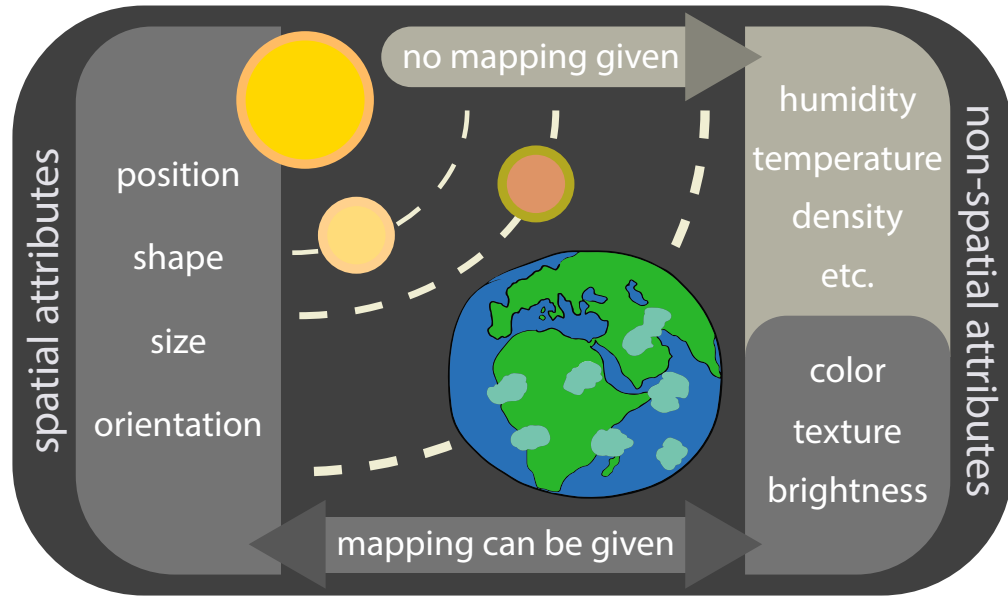 spatial attributes
position
shape
size
orientation
no mapping given
mapping can be given
humidity
temperature
density
etc.
color
texture
brightness
non-spatial attributes